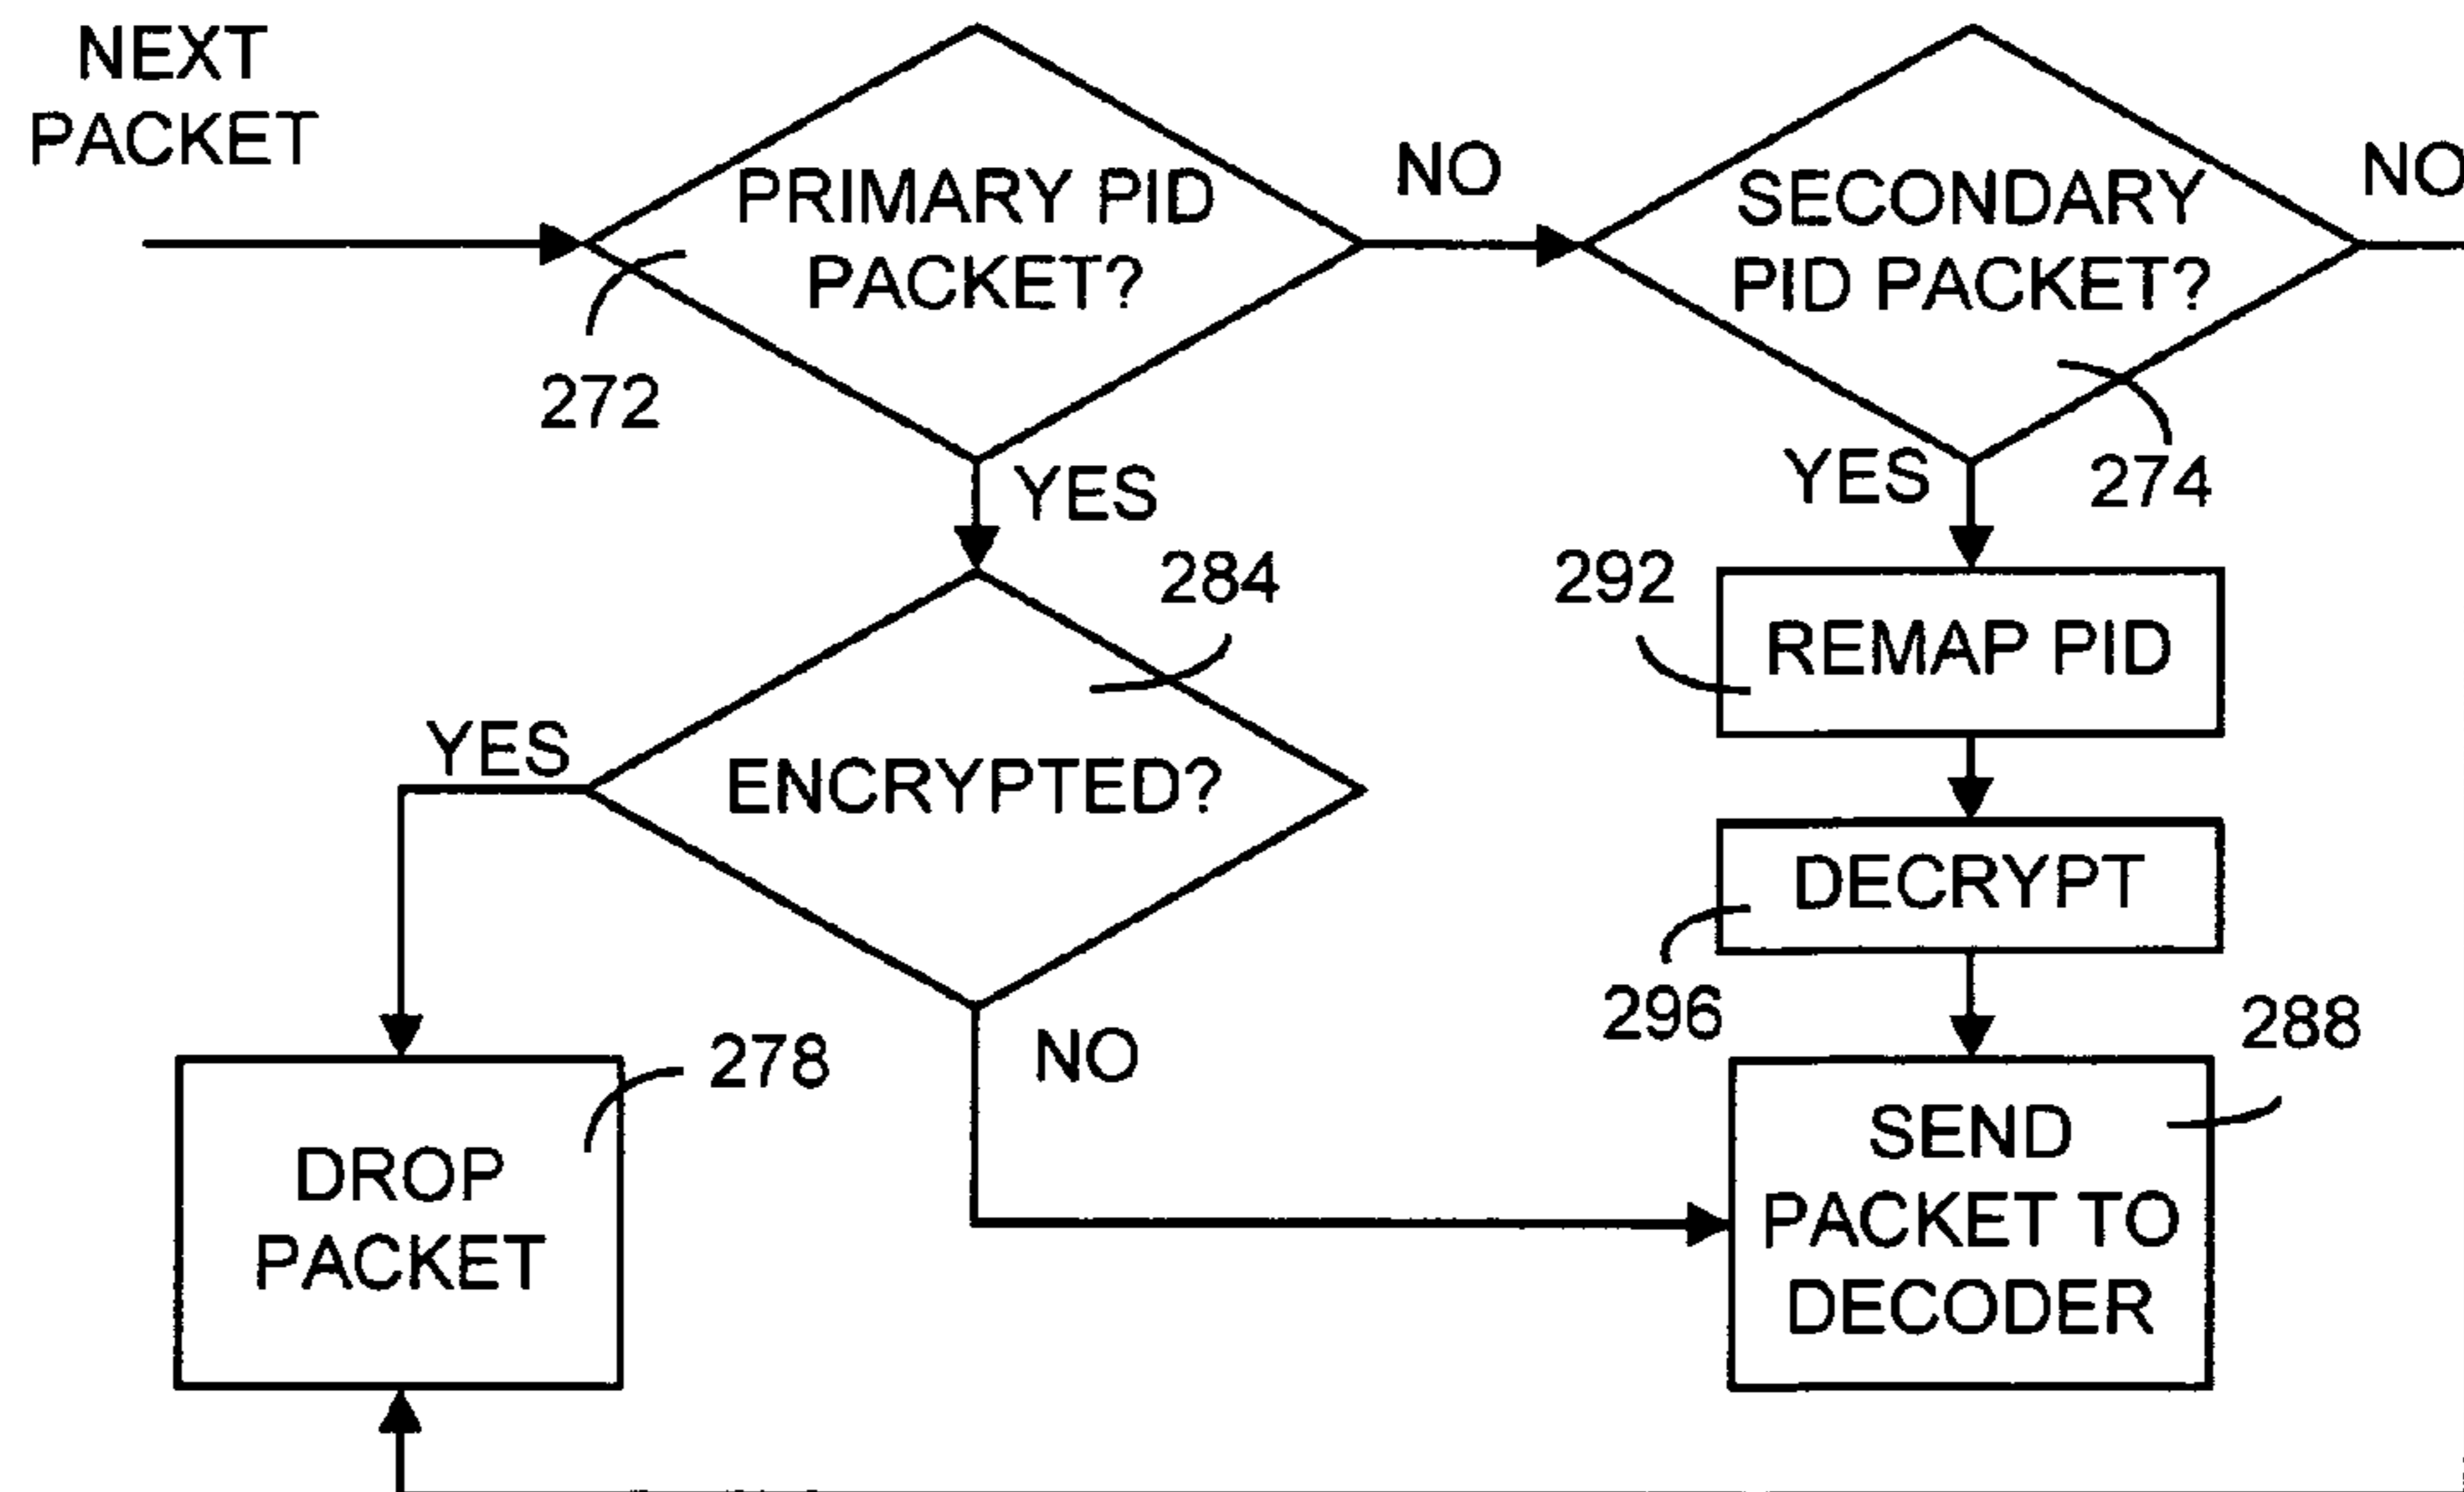 NEXT
PACKET
PRIMARY PID
PACKET?
272
NO
SECONDARY
PID PACKET?
274
NO
YES
YES
284
292
REMAP PID
YES
ENCRYPTED?
DECRYPT
296
288
278
NO
DROP
PACKET
SEND
PACKET TO
DECODER